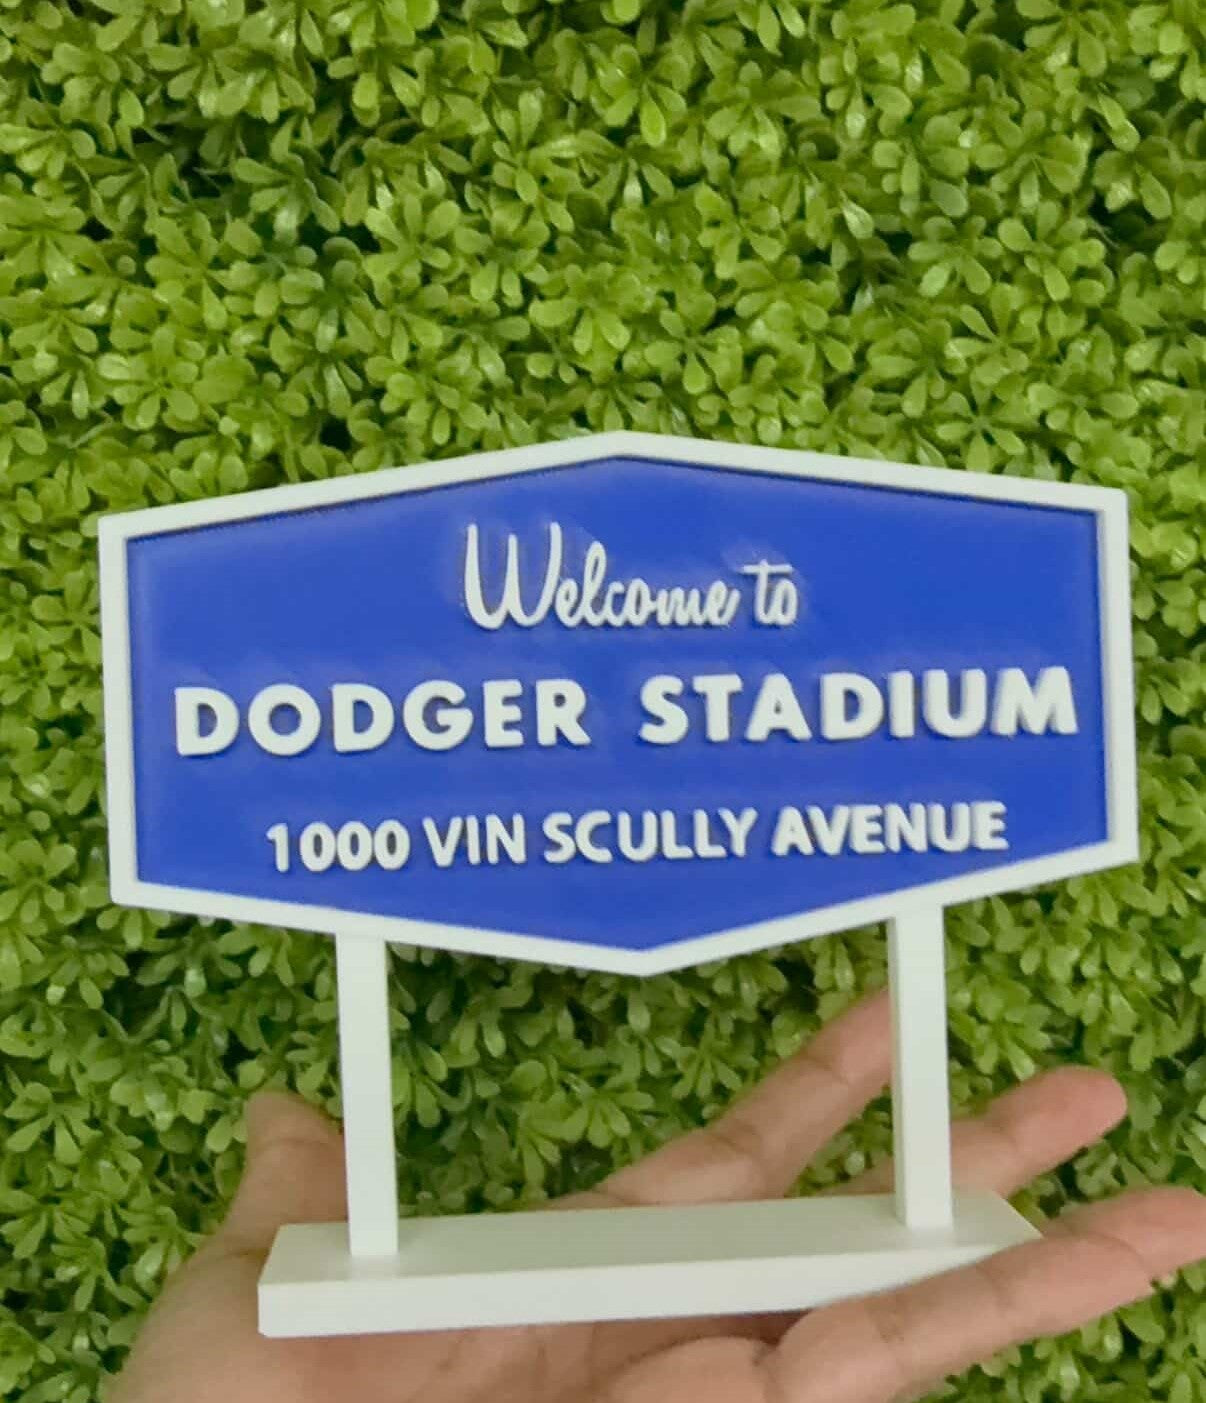 Welcome to
DODGER STADIUM
1000 VIN SCULLY AVENUE